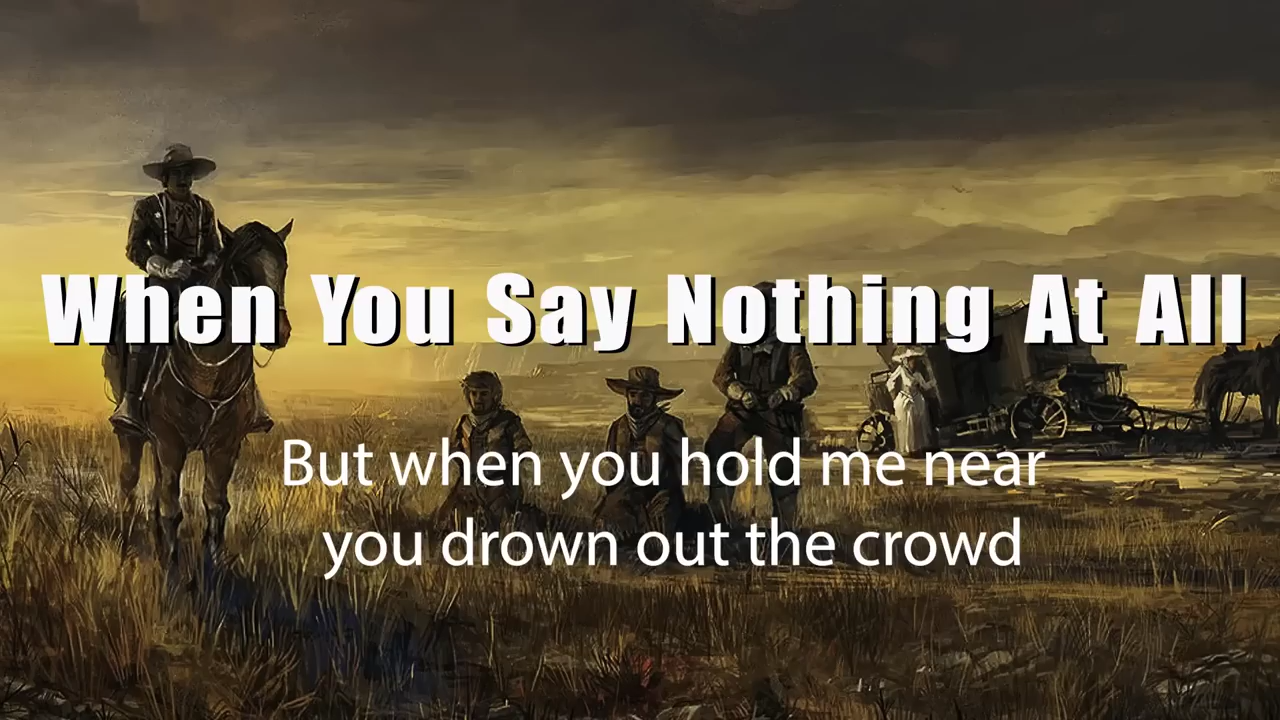 When You Say Nothing At All
But when you hold me near
you drown out the crowd